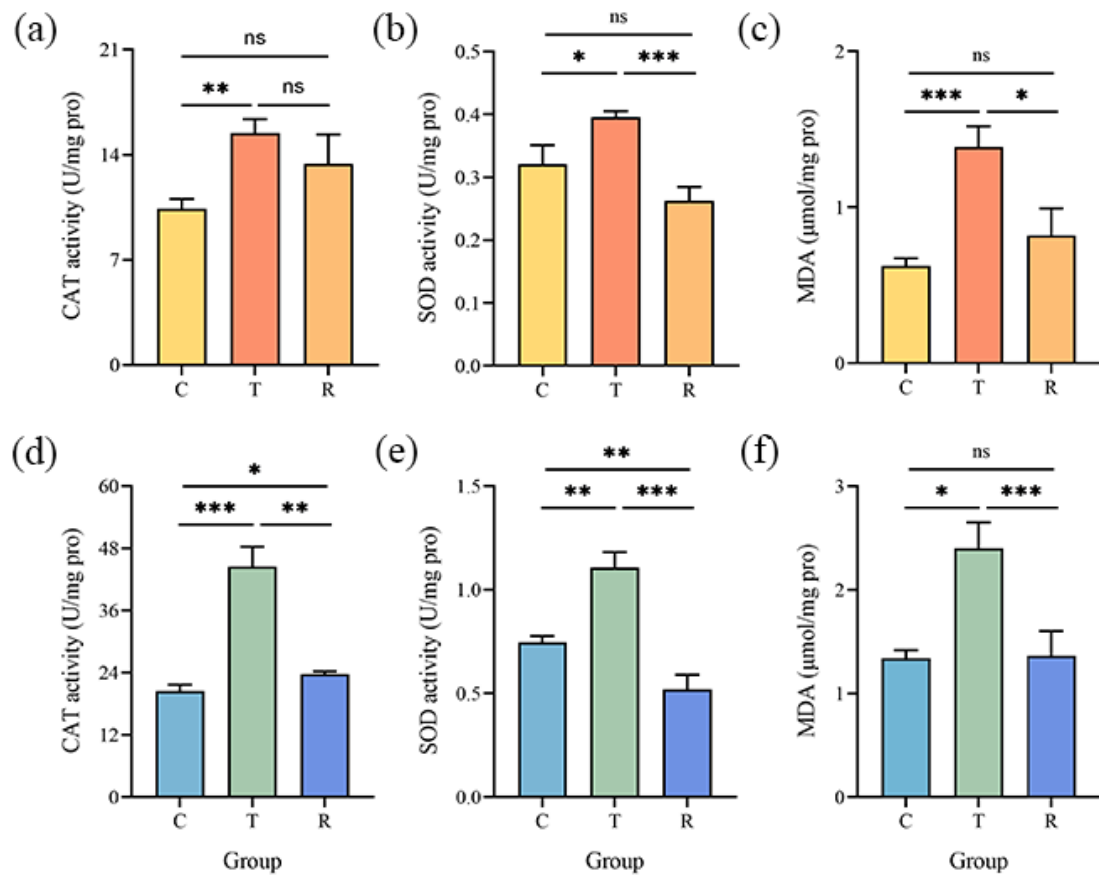 (a)
CAT activity (U/mg pro)
21
14
7
0
ns
**
ns
C T R
(b)
SOD activity (U/mg pro)
0.5
0.4
0.3
0.2
0.1
0.0
ns
*
***
C T R
(c)
MDA (μmol/mg pro)
2
1
0
ns
***
*
C T R
(d)
CAT activity (U/mg pro)
60
48
36
24
12
0
*
***
**
C T R
Group
(e)
SOD activity (U/mg pro)
1.5
1.0
0.5
0.0
**
**
***
C T R
Group
(f)
MDA (μmol/mg pro)
3
2
1
0
ns
*
***
C T R
Group